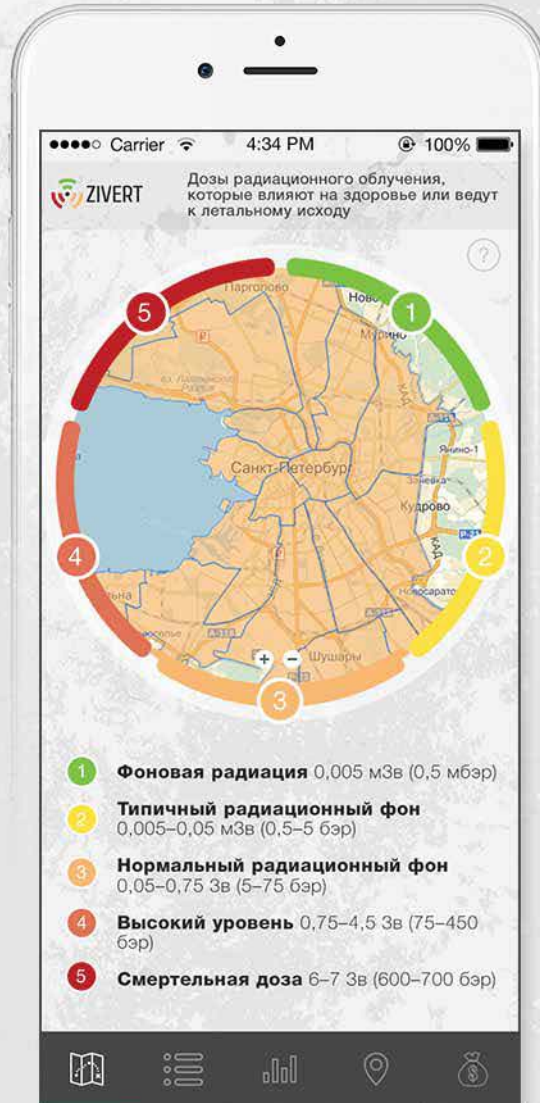 Carrier 4:34 PM 100%
ZIVERT
Дозы радиационного облучения,
которые влияют на здоровье или ведут
к летальному исходу
?
5
1
Парголово
Мурино
КАД
Санкт-Петербург
Янино-1
Заневка
Кудрово
4
КАД
2
+ −
Шушары
3
1 Фоновая радиация 0,005 мЗв (0,5 мбэр)
2 Типичный радиационный фон
0,005–0,05 мЗв (0,5–5 бэр)
3 Нормальный радиационный фон
0,05–0,75 Зв (5–75 бэр)
4 Высокий уровень 0,75–4,5 Зв (75–450
бэр)
5 Смертельная доза 6–7 Зв (600–700 бэр)
$